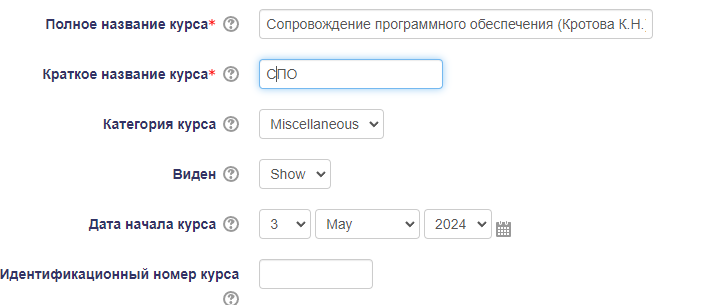 Полное название курса* Сопровождение программного обеспечения (Кротова К.Н.)
Краткое название курса* СПО
Категория курса Miscellaneous
Виден Show
Дата начала курса 3 May 2024
Идентификационный номер курса